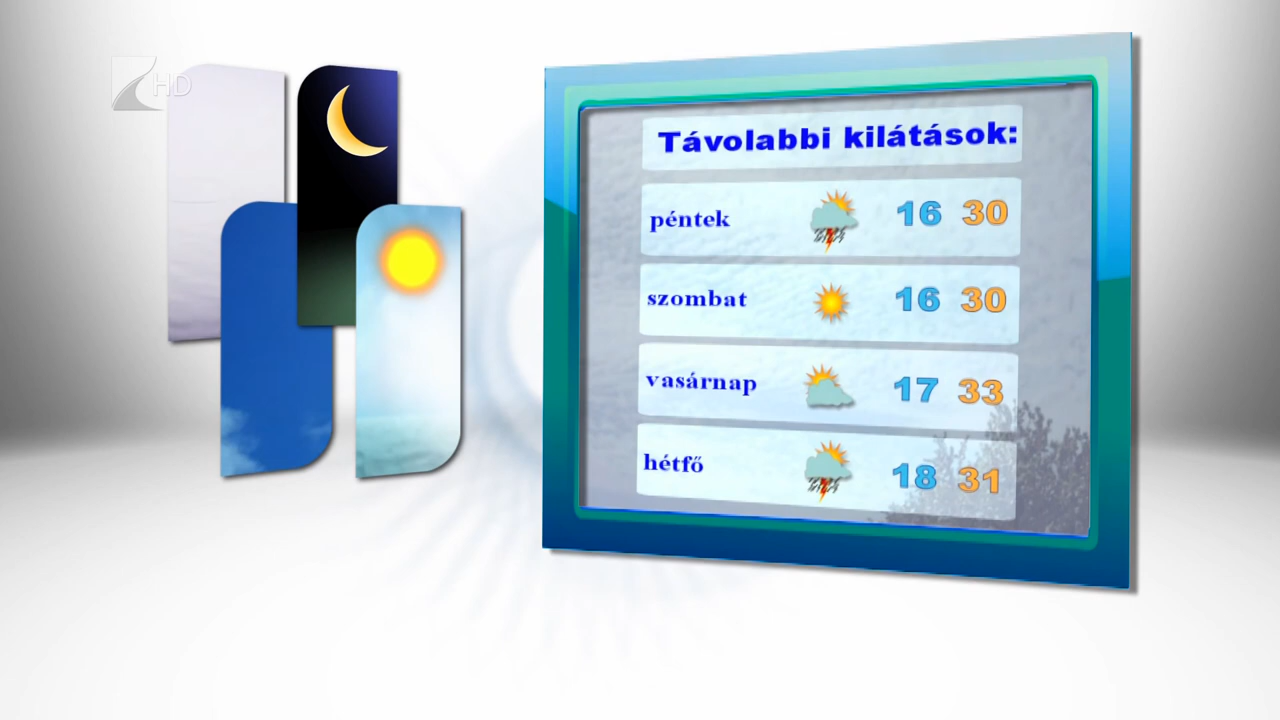 HD
Távolabbi kilátások:
péntek 16 30
szombat 16 30
vasárnap 17 33
hétfő 18 31